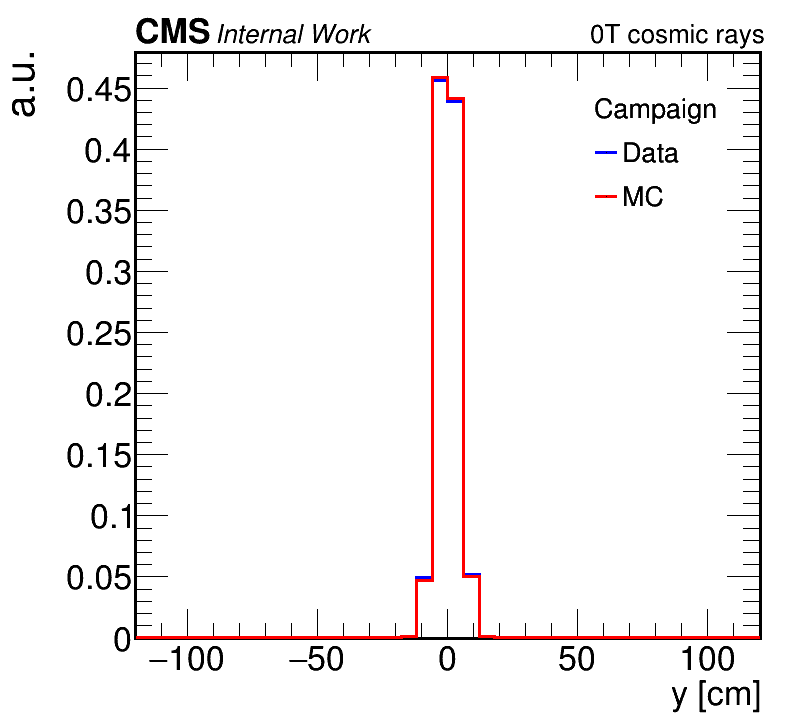 CMS Internal Work 0T cosmic rays
a.u.
Campaign
Data
MC
0.45
0.4
0.35
0.3
0.25
0.2
0.15
0.1
0.05
0
−100 −50 0 50 100
y [cm]